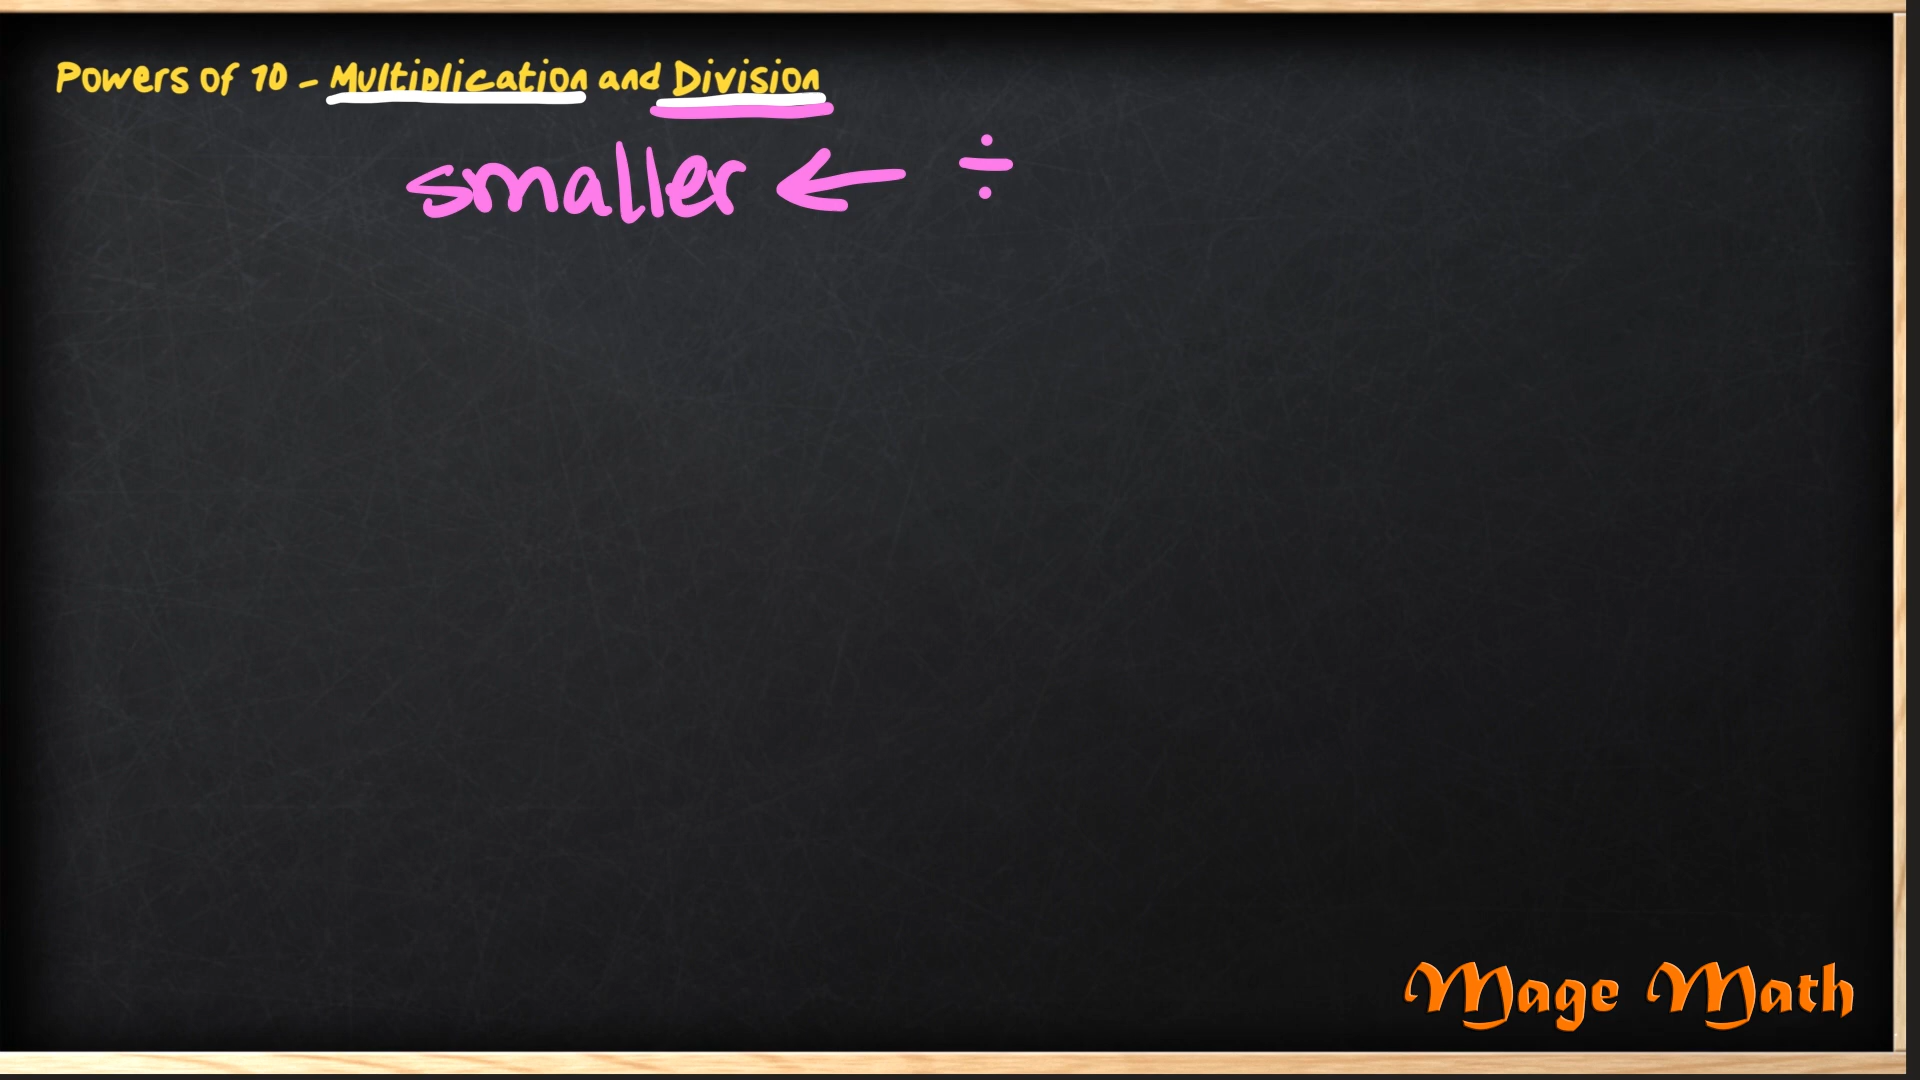 Powers of 10 - Multiplication and Division
smaller ← ÷
Mage Math